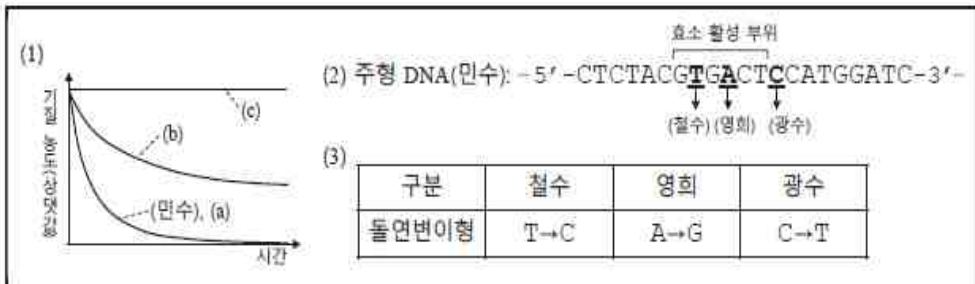 (1)
기질 농도(상댓값)
(c)
(b)
(민수), (a)
시간
효소 활성 부위
(2) 주형 DNA(민수): -5′-CTCTACGTGACTCCATGGATC-3′-
(철수) (영희) (광수)
(3)
구분 철수 영희 광수
돌연변이형 T→C A→G C→T